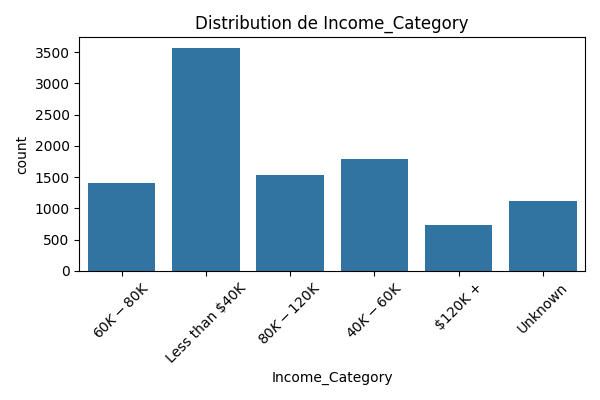 Distribution de Income_Category
count
3500
3000
2500
2000
1500
1000
500
0
60K − 80K
Less than $40K
80K − 120K
40K − 60K
$120K +
Unknown
Income_Category